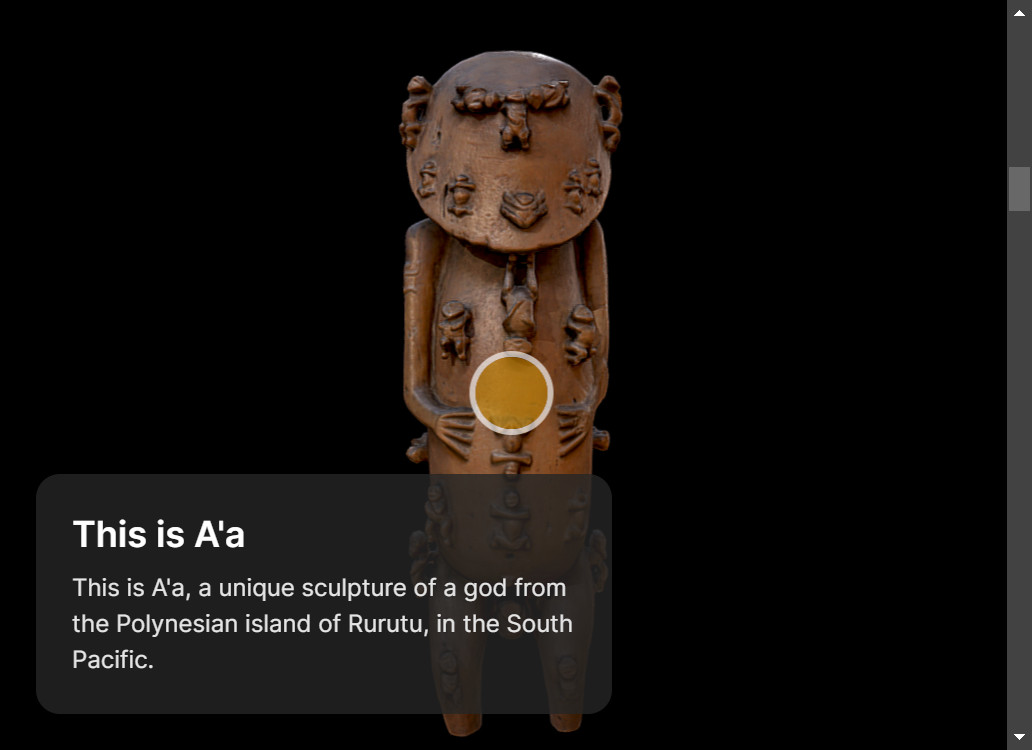 This is A'a
This is A'a, a unique sculpture of a god from
the Polynesian island of Rurutu, in the South
Pacific.